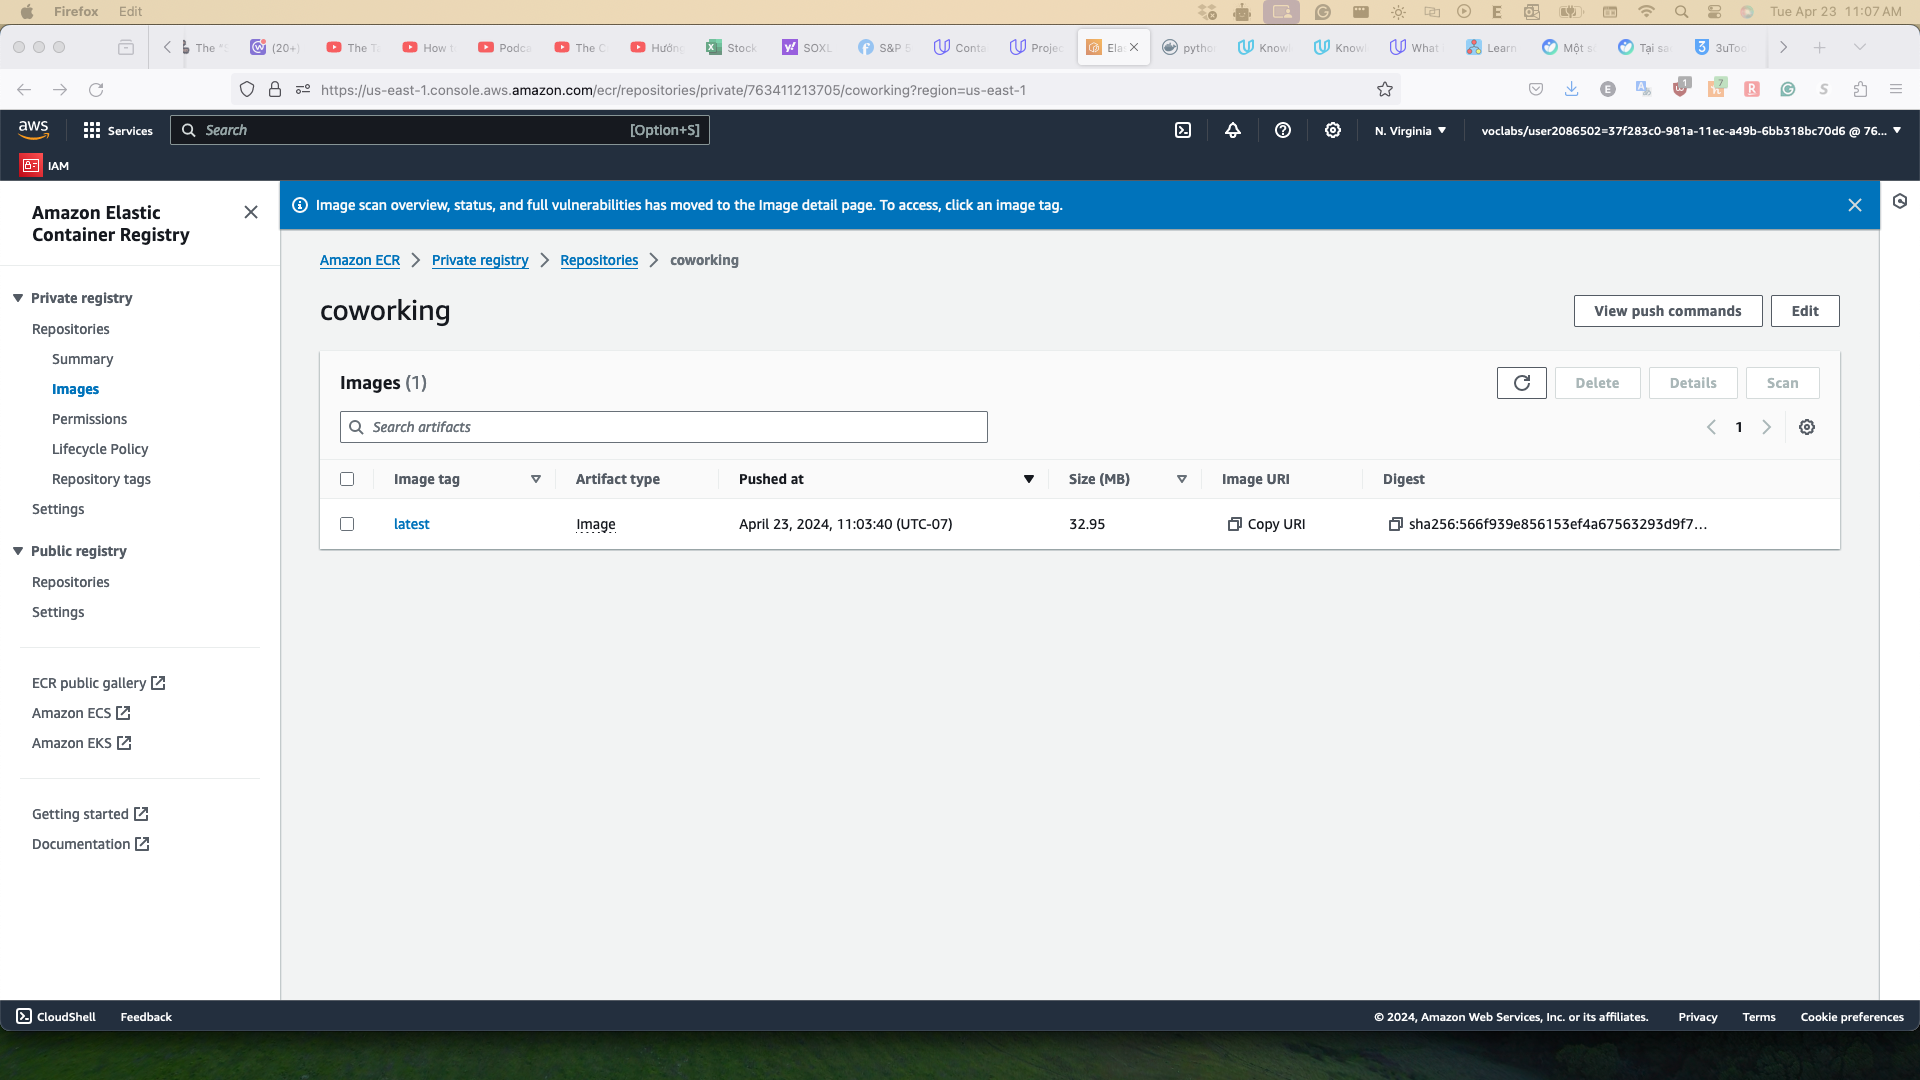 Firefox Edit
Tue Apr 23 11:07 AM
The
(20+)
The
How
Podca
The
Hướng
Stock
SOXL
S&P
Conta
Projec
Elas
pytho
Know
Know
What
Learn
Một s
Tại sa
3uToo
https://us-east-1.console.aws.amazon.com/ecr/repositories/private/763411213705/coworking?region=us-east-1
aws
Services
Search
[Option+S]
N. Virginia
voclabs/user2086502=37f283c0-981a-11ec-a49b-6bb318bc70d6 @ 76...
IAM
Amazon Elastic
Container Registry
Image scan overview, status, and full vulnerabilities has moved to the Image detail page. To access, click an image tag.
Amazon ECR
Private registry
Repositories
coworking
coworking
View push commands
Edit
Private registry
Repositories
Summary
Images
Permissions
Lifecycle Policy
Repository tags
Settings
Public registry
Repositories
Settings
ECR public gallery
Amazon ECS
Amazon EKS
Getting started
Documentation
Images (1)
Delete
Details
Scan
Search artifacts
1
Image tag
Artifact type
Pushed at
Size (MB)
Image URI
Digest
latest
Image
April 23, 2024, 11:03:40 (UTC-07)
32.95
Copy URI
sha256:566f939e856153ef4a67563293d9f7...
CloudShell
Feedback
© 2024, Amazon Web Services, Inc. or its affiliates.
Privacy
Terms
Cookie preferences